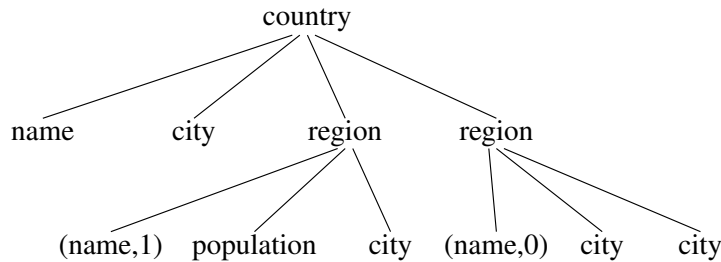 country
name city region region
(name,1) population city (name,0) city city